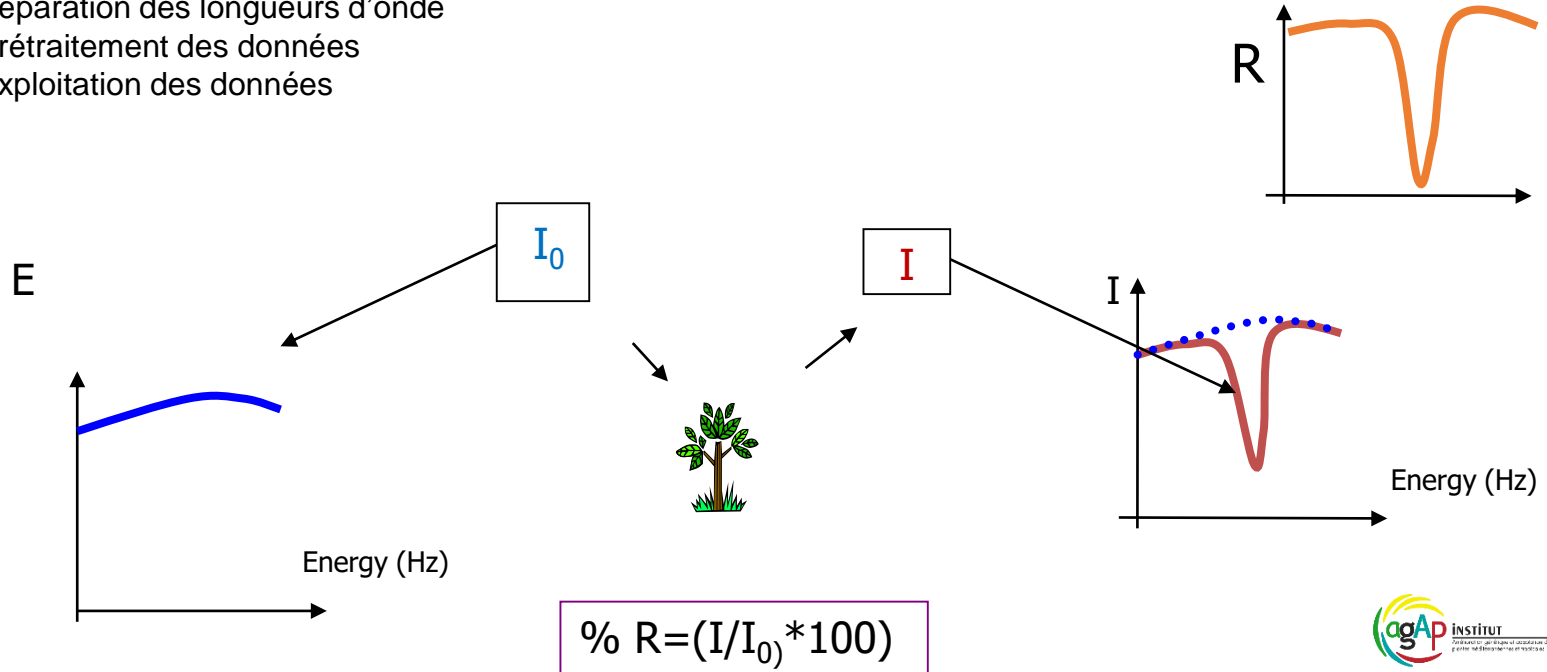 éparation des longueurs d'onde
rétraitement des données
xploitation des données
R
I₀
I
E
I
Energy (Hz)
Energy (Hz)
% R=(I/I₀₎*100)
agAp INSTITUT